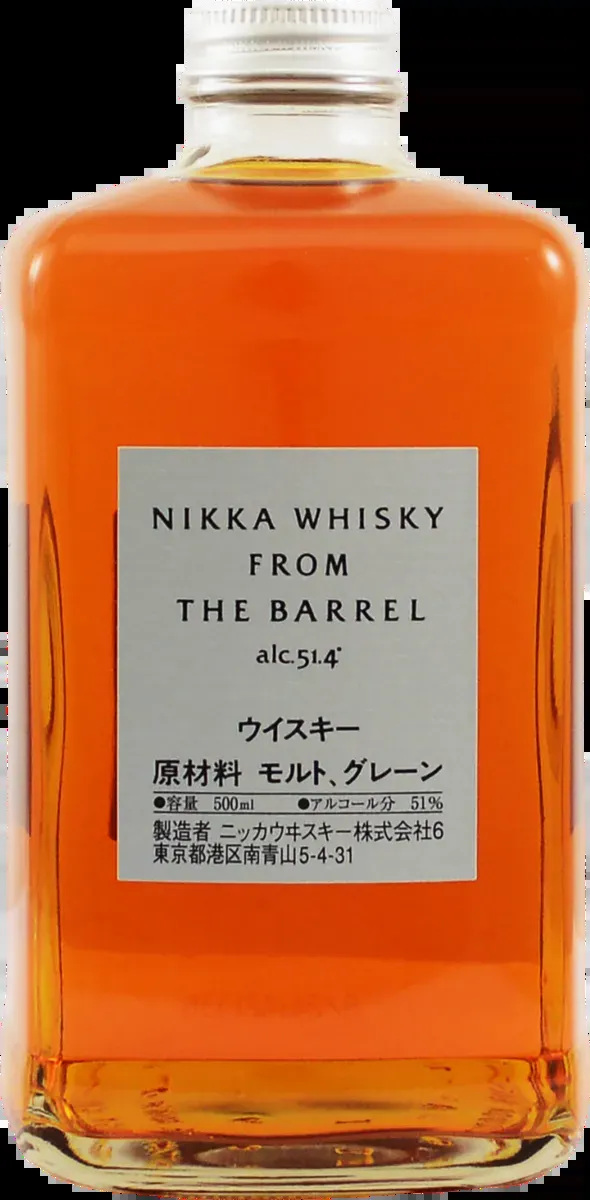 NIKKA WHISKY
FROM
THE BARREL
alc.51.4°
ウイスキー
原材料 モルト、グレーン
●容量 500ml ●アルコール分 51%
製造者 ニッカウヰスキー株式会社6
東京都港区南青山5-4-31